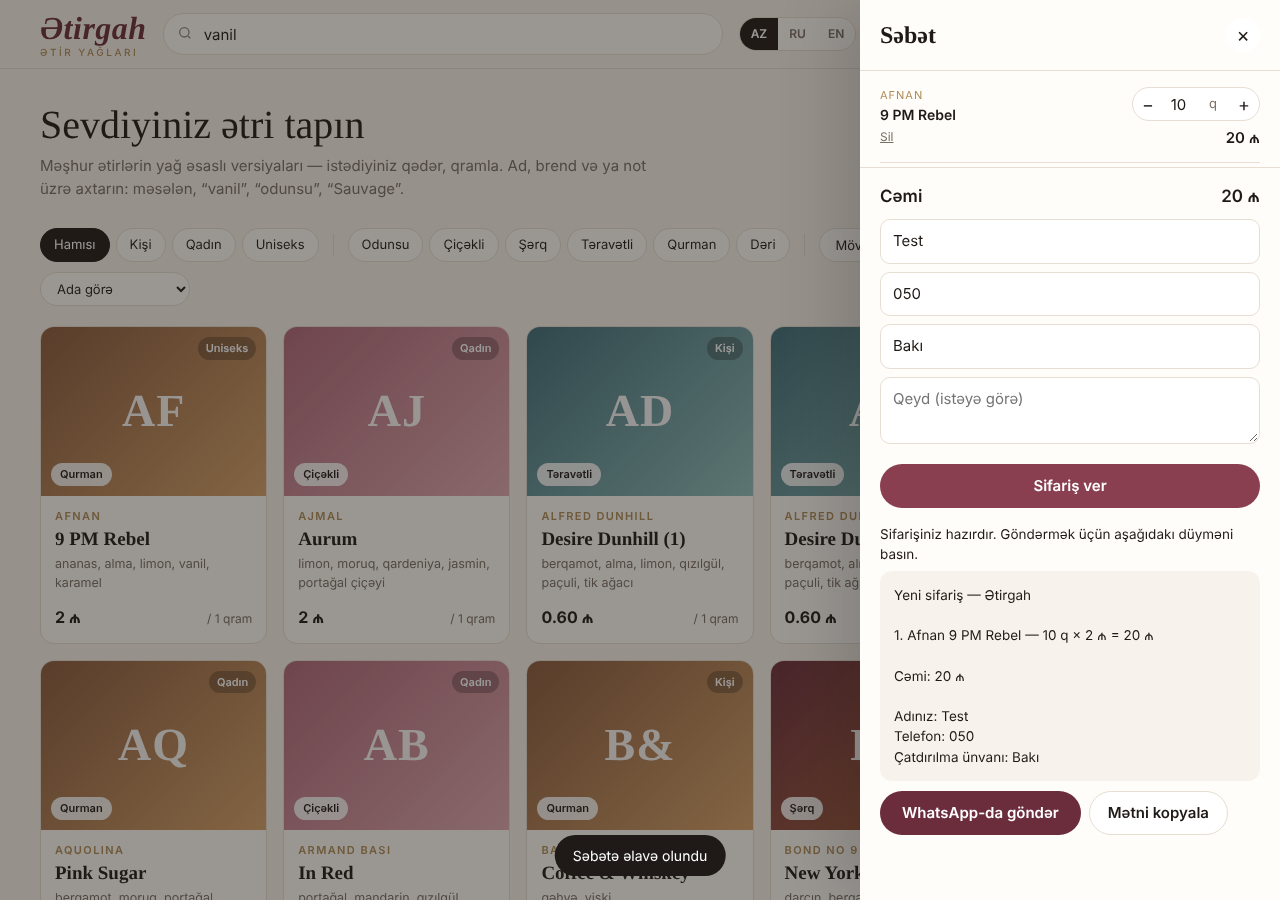 Ətirgah
ƏTİR YAĞLARI
vanil
AZ RU EN
Sevdiyiniz ətri tapın
Məşhur ətirlərin yağ əsaslı versiyaları — istədiyiniz qədər, qramla. Ad, brend və ya not
üzrə axtarın: məsələn, “vanil”, “odunsu”, “Sauvage”.
Hamısı Kişi Qadın Uniseks Odunsu Çiçəkli Şərq Təravətli Qurman Dəri
Ada görə
Uniseks
AF
Qurman
AFNAN
9 PM Rebel
ananas, alma, limon, vanil,
karamel
2 ₼ / 1 qram
Qadın
AJ
Çiçəkli
AJMAL
Aurum
limon, moruq, qardeniya, jasmin,
portağal çiçəyi
2 ₼ / 1 qram
Kişi
AD
Təravətli
ALFRED DUNHILL
Desire Dunhill (1)
berqamot, alma, limon, qızılgül,
paçuli, tik ağacı
0.60 ₼ / 1 qram
Təravətli
paçuli, tik
0.60 ₼
Qadın
AQ
Qurman
AQUOLINA
Pink Sugar
Qadın
AB
Çiçəkli
ARMAND BASI
In Red
Kişi
B&
Qurman
Şərq
BOND NO 9
New York
Səbətə əlavə olundu
Səbət
×
AFNAN
9 PM Rebel
− 10 q +
Sil
20 ₼
Cəmi 20 ₼
Test
050
Bakı
Qeyd (istəyə görə)
Sifariş ver
Sifarişiniz hazırdır. Göndərmək üçün aşağıdakı düyməni
basın.
Yeni sifariş — Ətirgah
1. Afnan 9 PM Rebel — 10 q × 2 ₼ = 20 ₼
Cəmi: 20 ₼
Adınız: Test
Telefon: 050
Çatdırılma ünvanı: Bakı
WhatsApp-da göndər Mətni kopyala